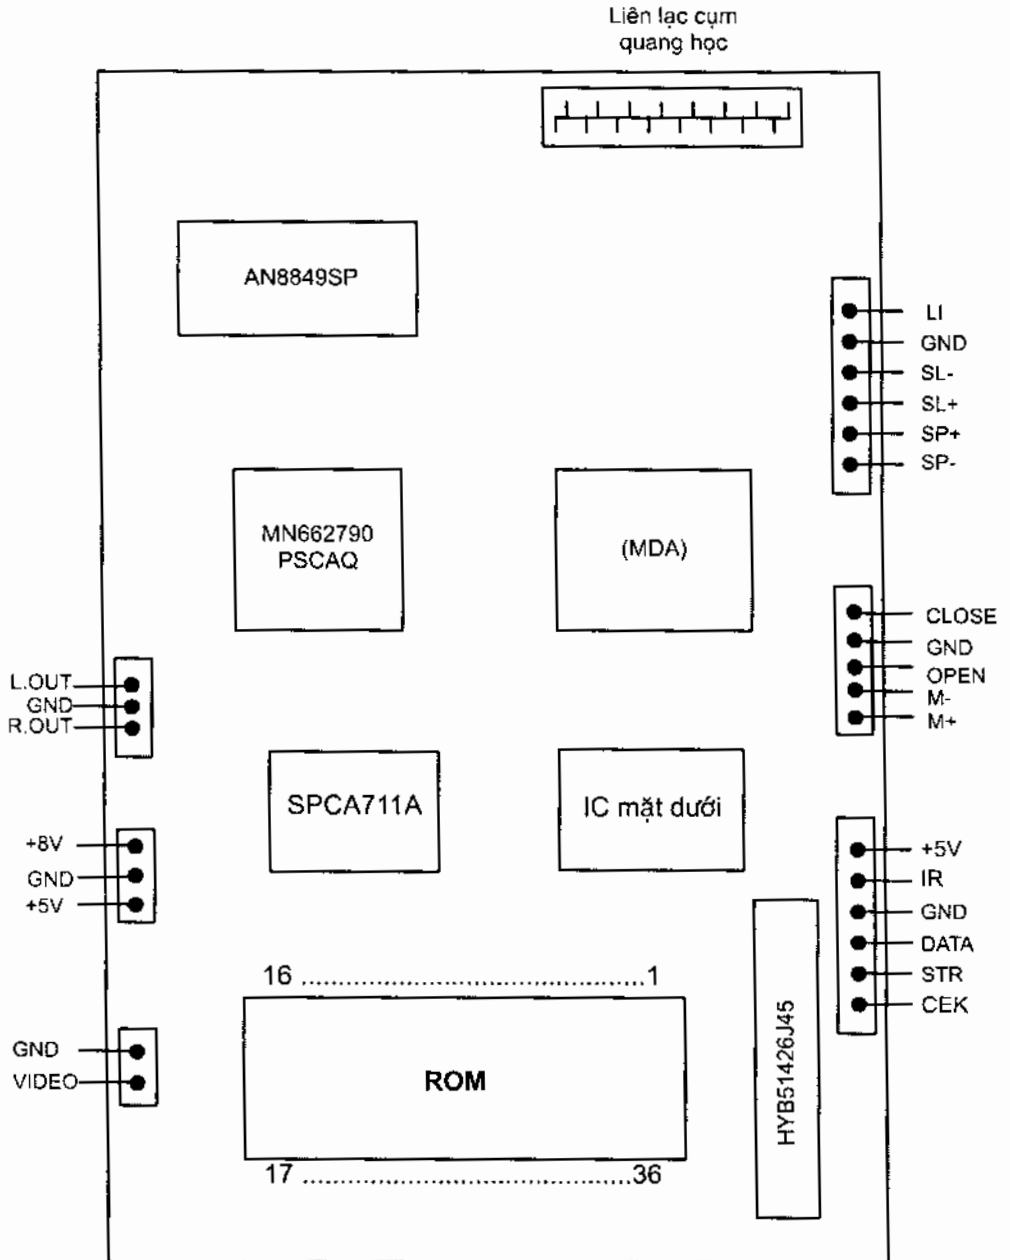 Liên lạc cụm
quang học
AN8849SP
LI
GND
SL-
SL+
SP+
SP-
MN662790
PSCAQ
(MDA)
CLOSE
GND
OPEN
M-
M+
L.OUT
GND
R.OUT
SPCA711A
IC mặt dưới
+8V
GND
+5V
+5V
IR
GND
DATA
STR
CEK
16 ................................................ 1
ROM
17 ................................................ 36
HYB51426J45
GND
VIDEO